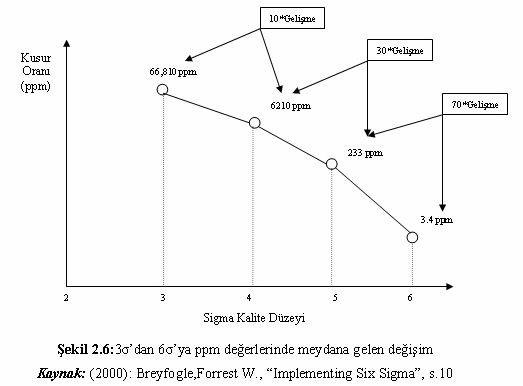 10*Gelişme
30*Gelişme
70*Gelişme
Kusur
Oranı
(ppm)
66,810 ppm
6210 ppm
233 ppm
3.4 ppm
2 3 4 5 6
Sigma Kalite Düzeyi
Şekil 2.6:3σ’dan 6σ’ya ppm değerlerinde meydana gelen değişim
Kaynak: (2000): Breyfogle,Forrest W., “Implementing Six Sigma”, s.10